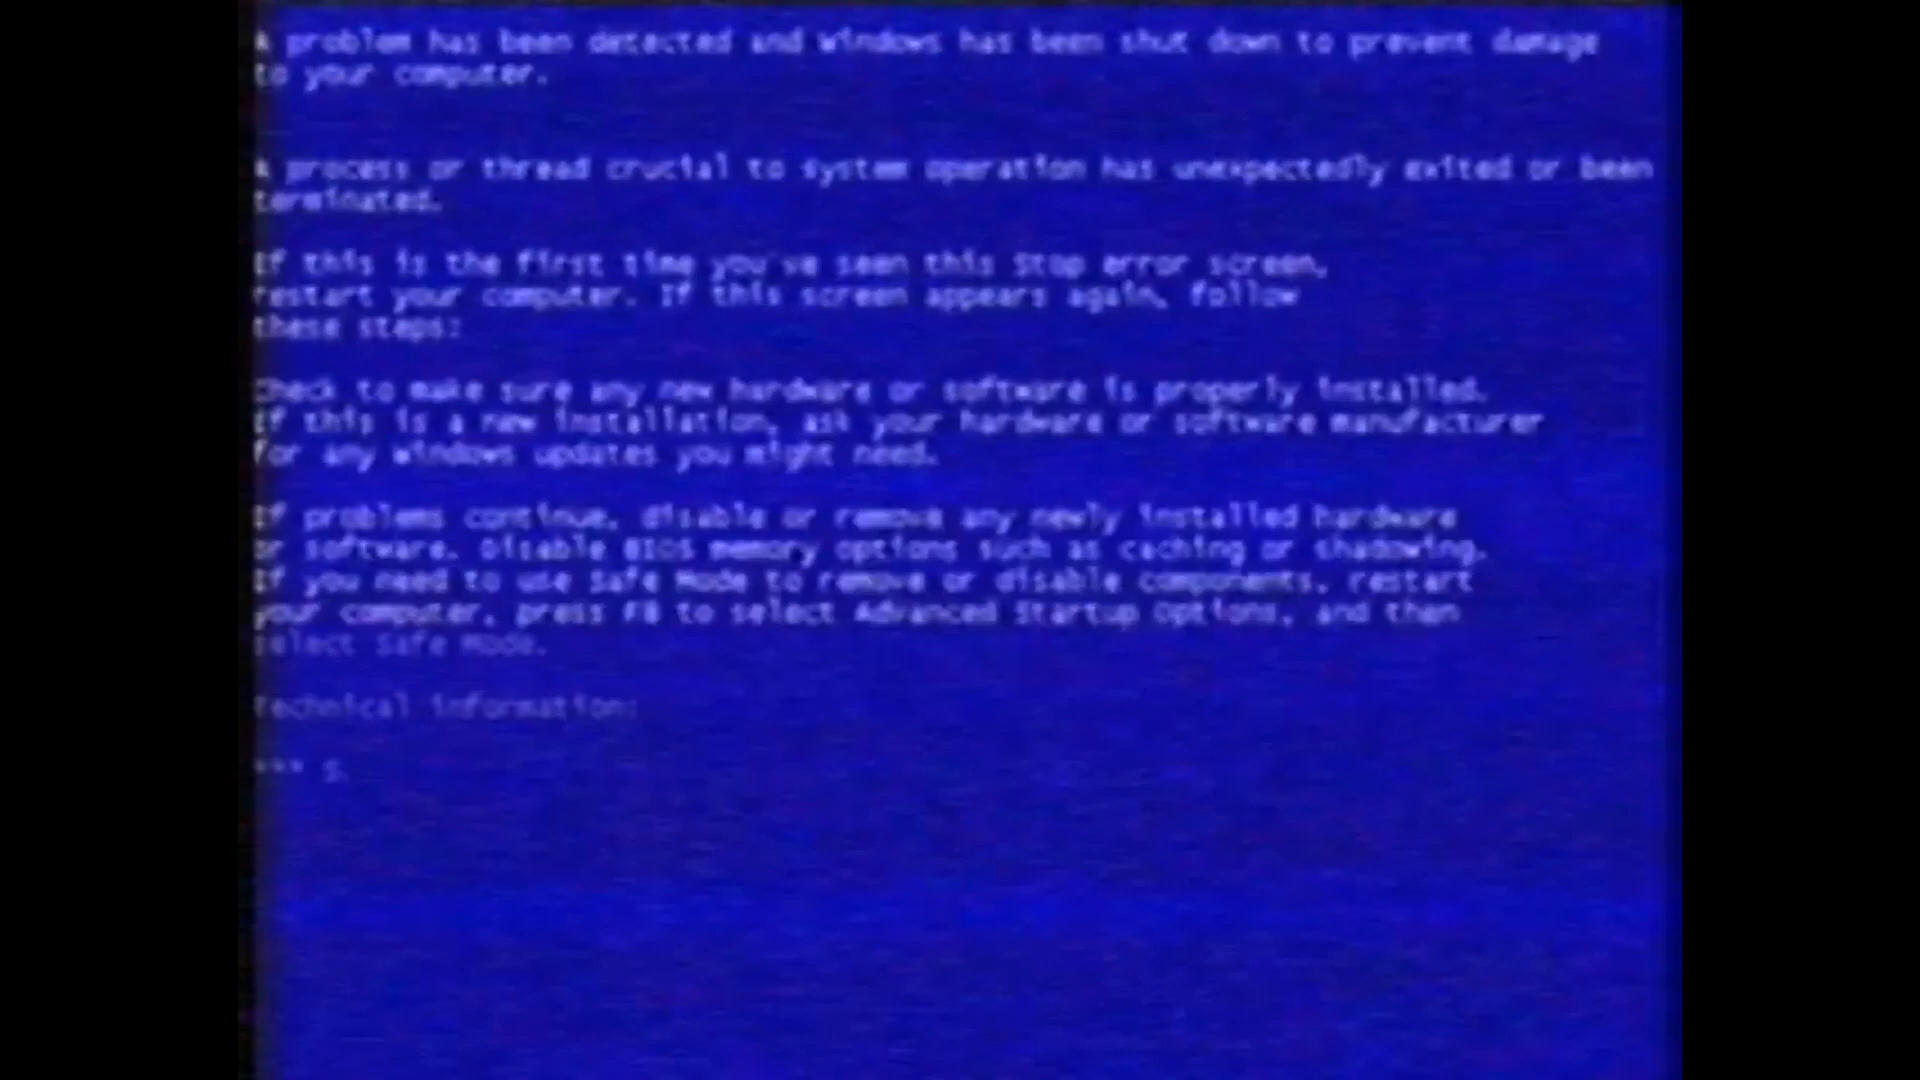 A problem has been detected and Windows has been shut down to prevent damage
to your computer.
A process or thread crucial to system operation has unexpectedly exited or been
terminated.
If this is the first time you've seen this Stop error screen,
restart your computer. If this screen appears again, follow
these steps:
Check to make sure any new hardware or software is properly installed.
If this is a new installation, ask your hardware or software manufacturer
for any Windows updates you might need.
If problems continue, disable or remove any newly installed hardware
or software. Disable BIOS memory options such as caching or shadowing.
If you need to use Safe Mode to remove or disable components, restart
your computer, press F8 to select Advanced Startup Options, and then
select Safe Mode.
Technical information:
*** S